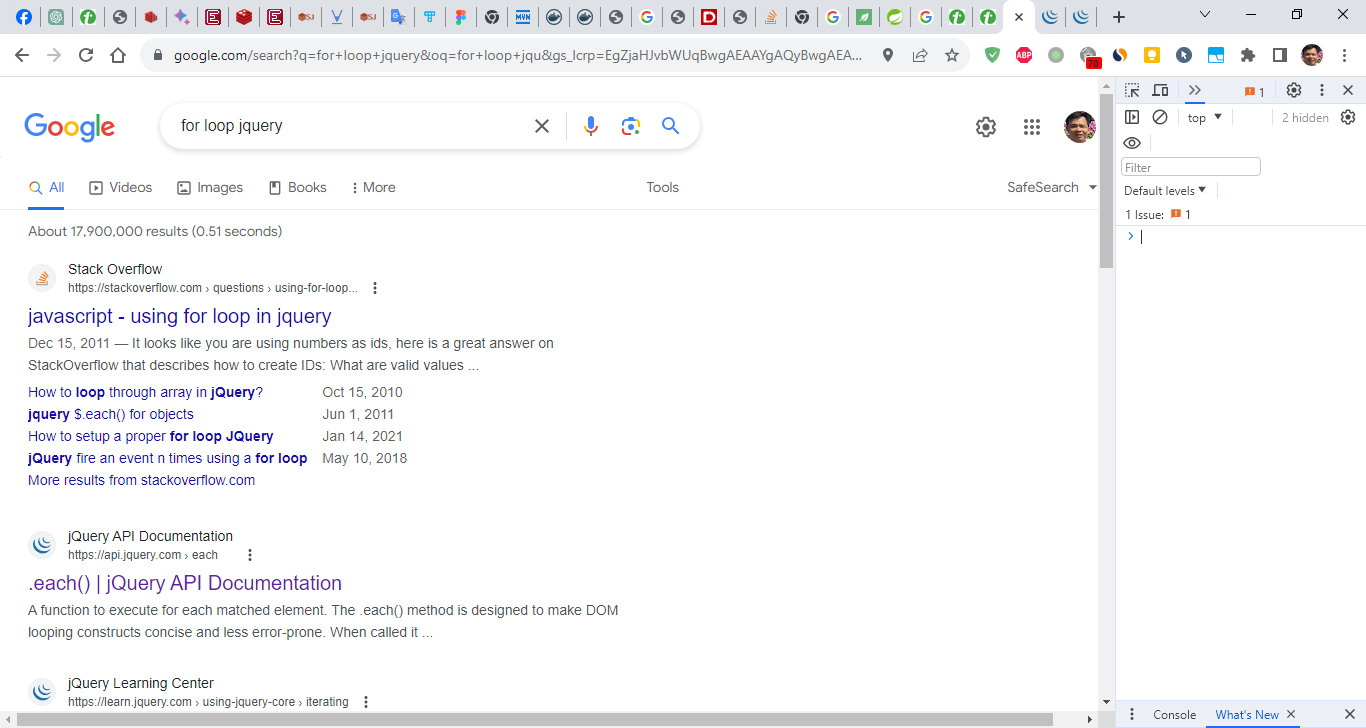 MVN
google.com/search?q=for+loop+jquery&oq=for+loop+jqu&gs_lcrp=EgZjaHJvbWUqBwgAEAAYgAQyBwgAEA...
ABP
70
1
top
2 hidden
Filter
Default levels
1 Issue: 1
Google
for loop jquery
All
Videos
Images
Books
More
Tools
SafeSearch
About 17,900,000 results (0.51 seconds)
Stack Overflow
https://stackoverflow.com › questions › using-for-loop...
javascript - using for loop in jquery
Dec 15, 2011 — It looks like you are using numbers as ids, here is a great answer on
StackOverflow that describes how to create IDs: What are valid values ...
How to loop through array in jQuery? Oct 15, 2010
jquery $.each() for objects Jun 1, 2011
How to setup a proper for loop JQuery Jan 14, 2021
jQuery fire an event n times using a for loop May 10, 2018
More results from stackoverflow.com
jQuery API Documentation
https://api.jquery.com › each
.each() | jQuery API Documentation
A function to execute for each matched element. The .each() method is designed to make DOM
looping constructs concise and less error-prone. When called it ...
jQuery Learning Center
https://learn.jquery.com › using-jquery-core › iterating
Console
What's New